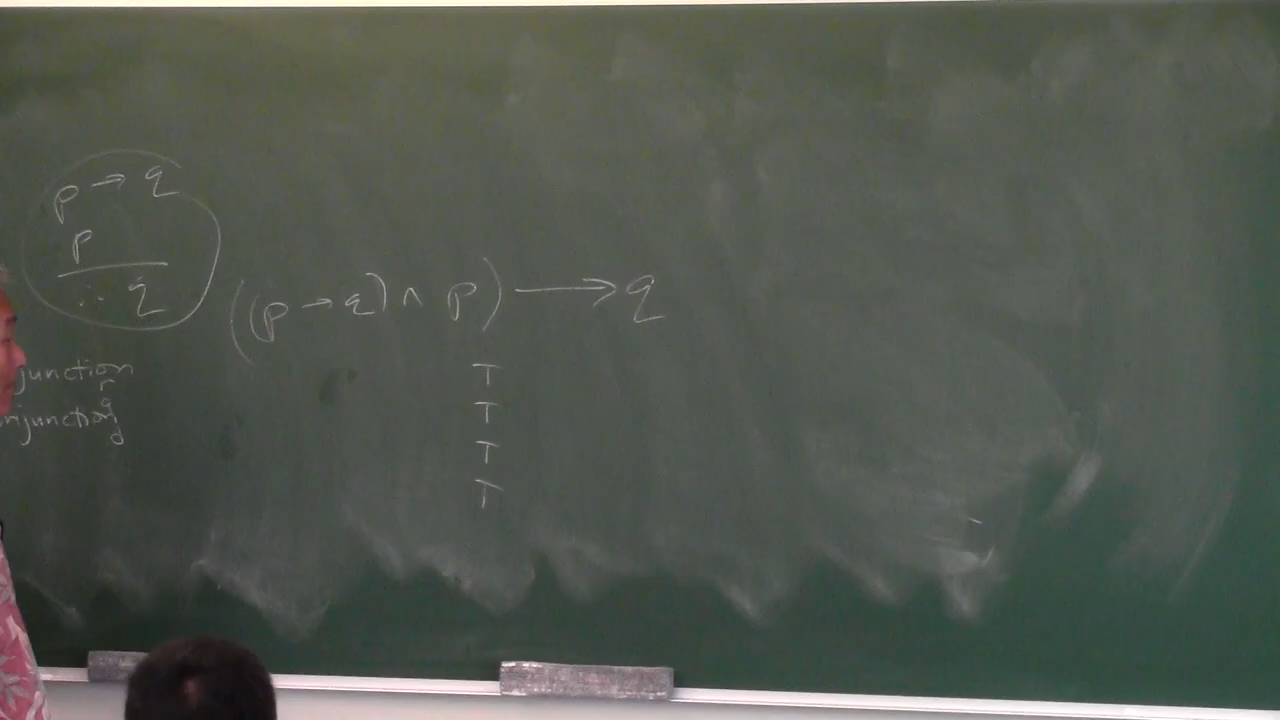 p → q
p
∴ q
((p → q) ∧ p) → q
junction
njunction
T
T
T
T